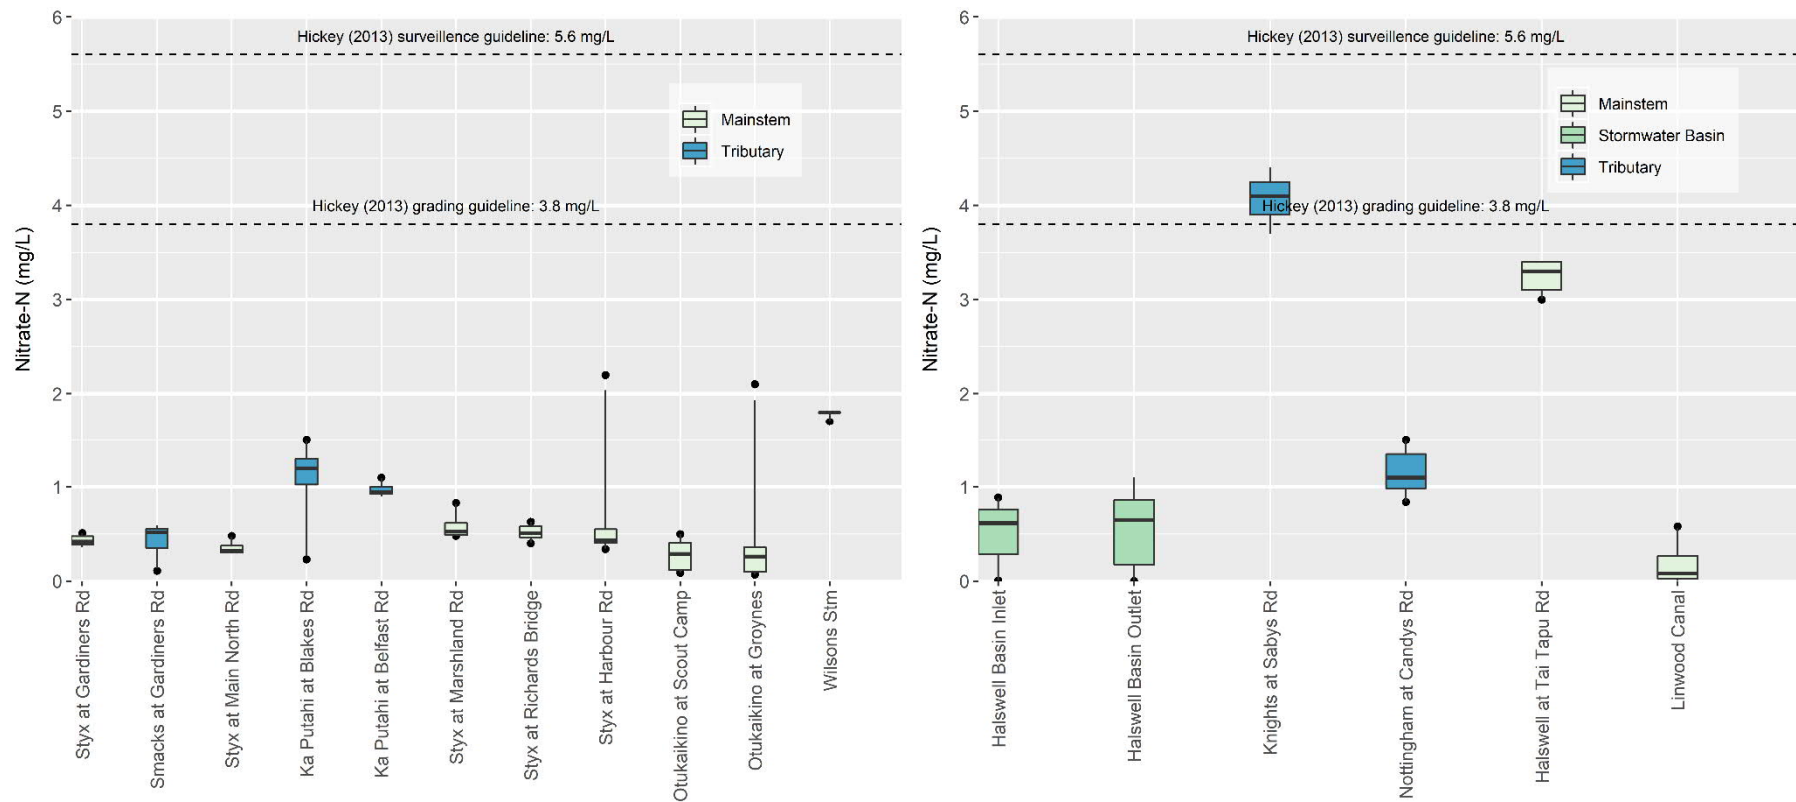 6
5
4
3
2
1
0
Nitrate-N (mg/L)
Hickey (2013) surveillence guideline: 5.6 mg/L
Mainstem
Tributary
Hickey (2013) grading guideline: 3.8 mg/L
Styx at Gardiners Rd
Smacks at Gardiners Rd
Styx at Main North Rd
Ka Putahi at Blakes Rd
Ka Putahi at Belfast Rd
Styx at Marshland Rd
Styx at Richards Bridge
Styx at Harbour Rd
Otukaikino at Scout Camp
Otukaikino at Groynes
Wilsons Stm
6
5
4
3
2
1
0
Nitrate-N (mg/L)
Hickey (2013) surveillence guideline: 5.6 mg/L
Mainstem
Stormwater Basin
Tributary
Hickey (2013) grading guideline: 3.8 mg/L
Halswell Basin Inlet
Halswell Basin Outlet
Knights at Sabys Rd
Nottingham at Candys Rd
Halswell at Tai Tapu Rd
Linwood Canal